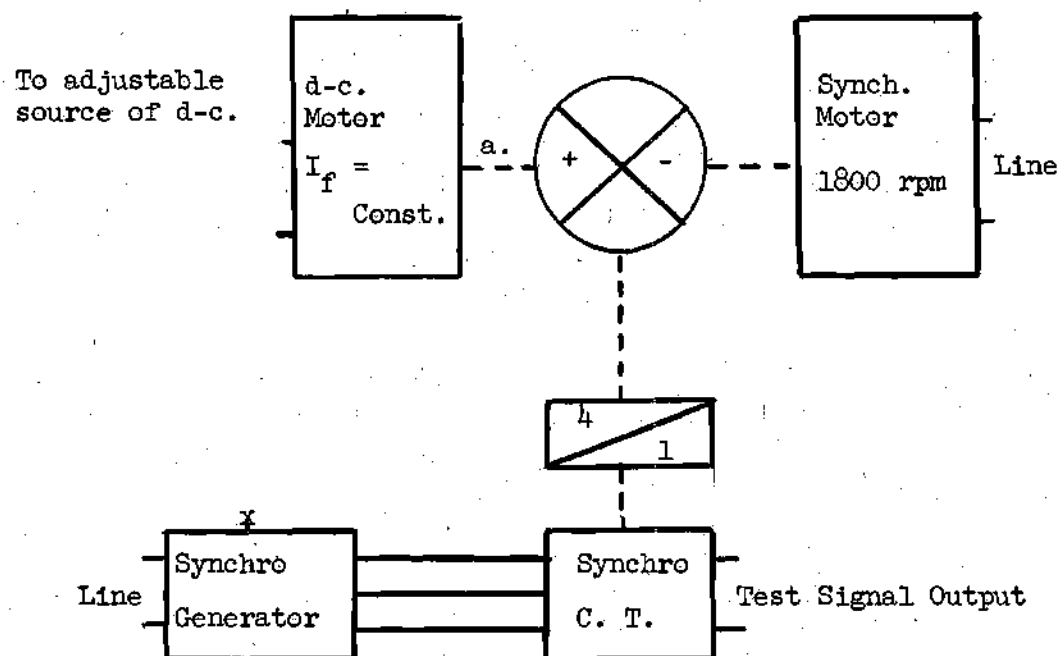 To adjustable
source of d-c.
d-c.
Motor
I_f =
Const.
a.
+
-
Synch.
Motor
1800 rpm
Line
4
1
x
Line
Synchro
Generator
Synchro
C. T.
Test Signal Output